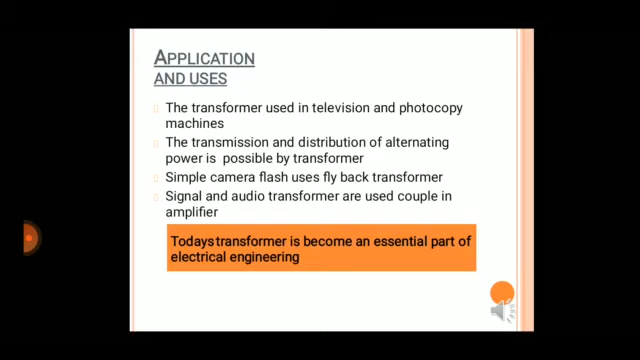 APPLICATION
AND USES
The transformer used in television and photocopy
machines
The transmission and distribution of alternating
power is possible by transformer
Simple camera flash uses fly back transformer
Signal and audio transformer are used couple in
amplifier
Todays transformer is become an essential part of
electrical engineering